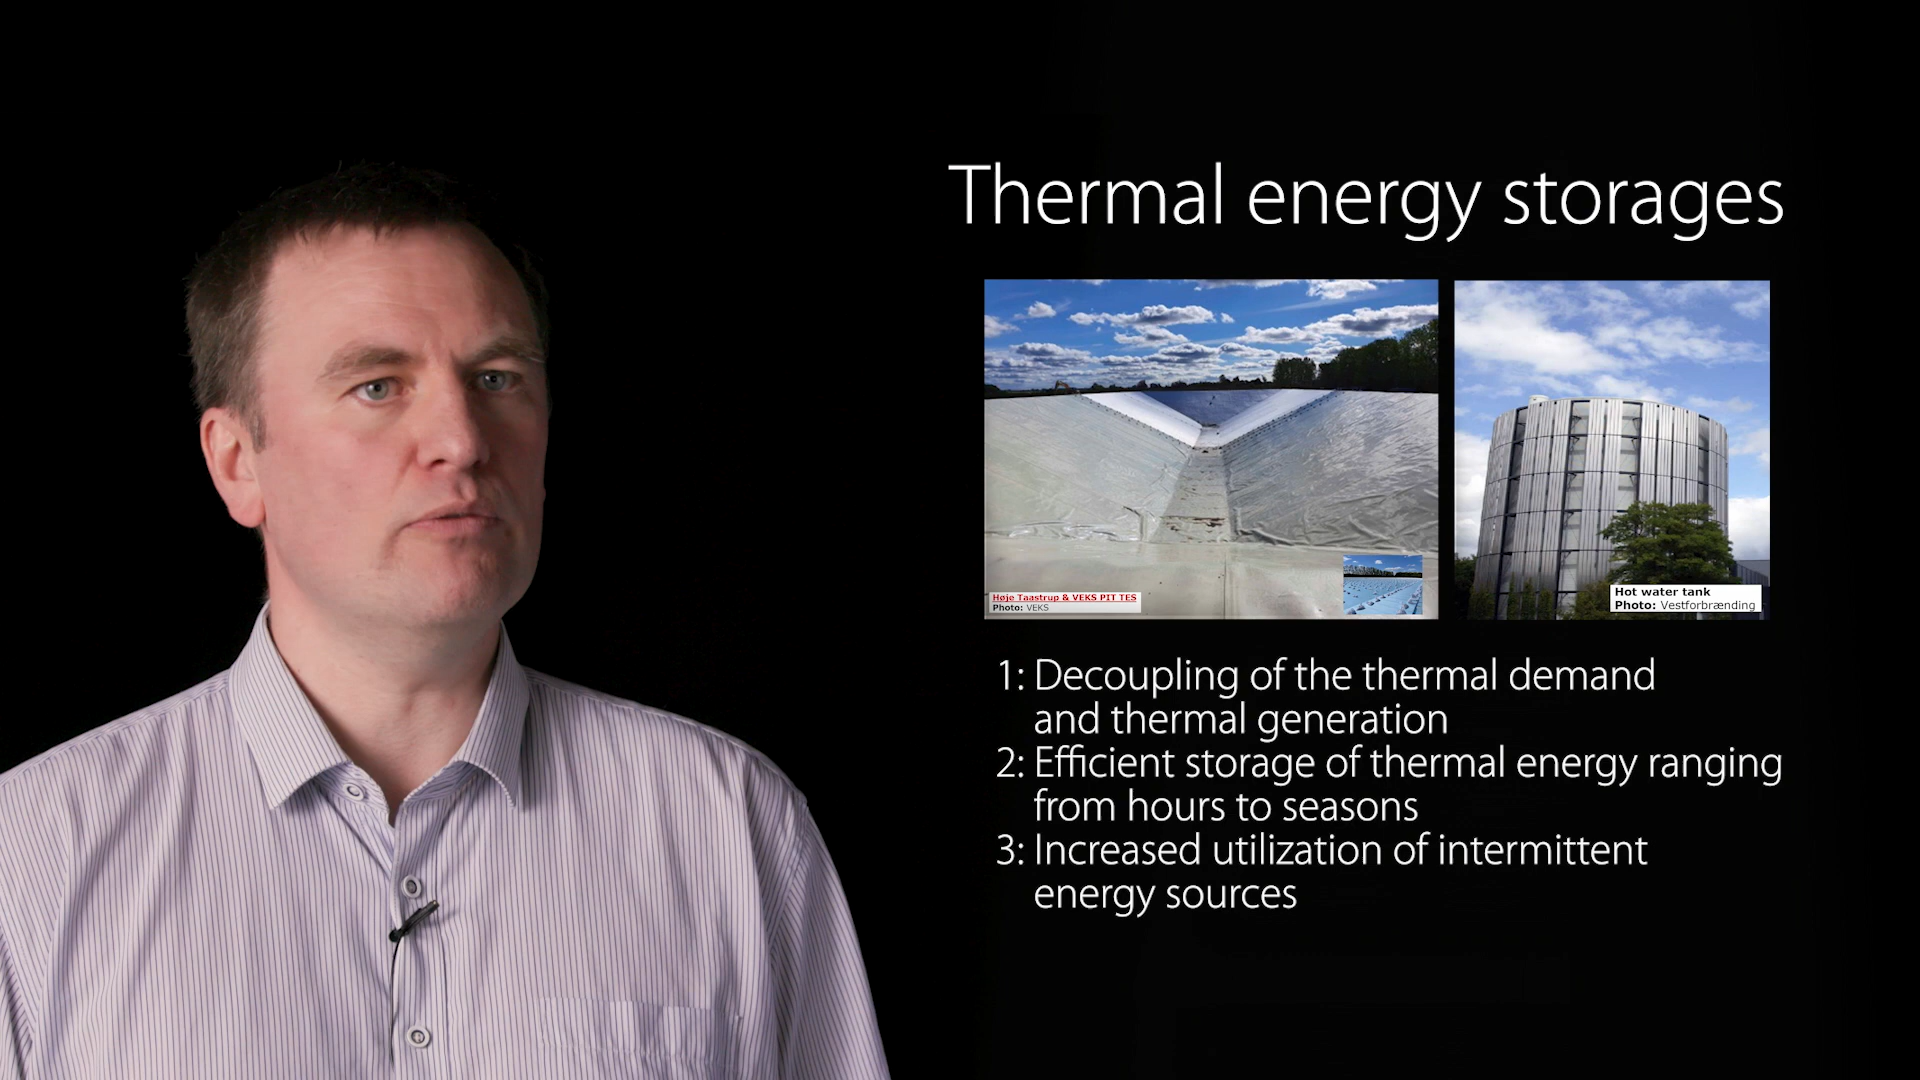 Thermal energy storages
Høje Taastrup & VEKS PIT TES
Photo: VEKS
Hot water tank
Photo: Vestforbrænding
1: Decoupling of the thermal demand
and thermal generation
2: Efficient storage of thermal energy ranging
from hours to seasons
3: Increased utilization of intermittent
energy sources